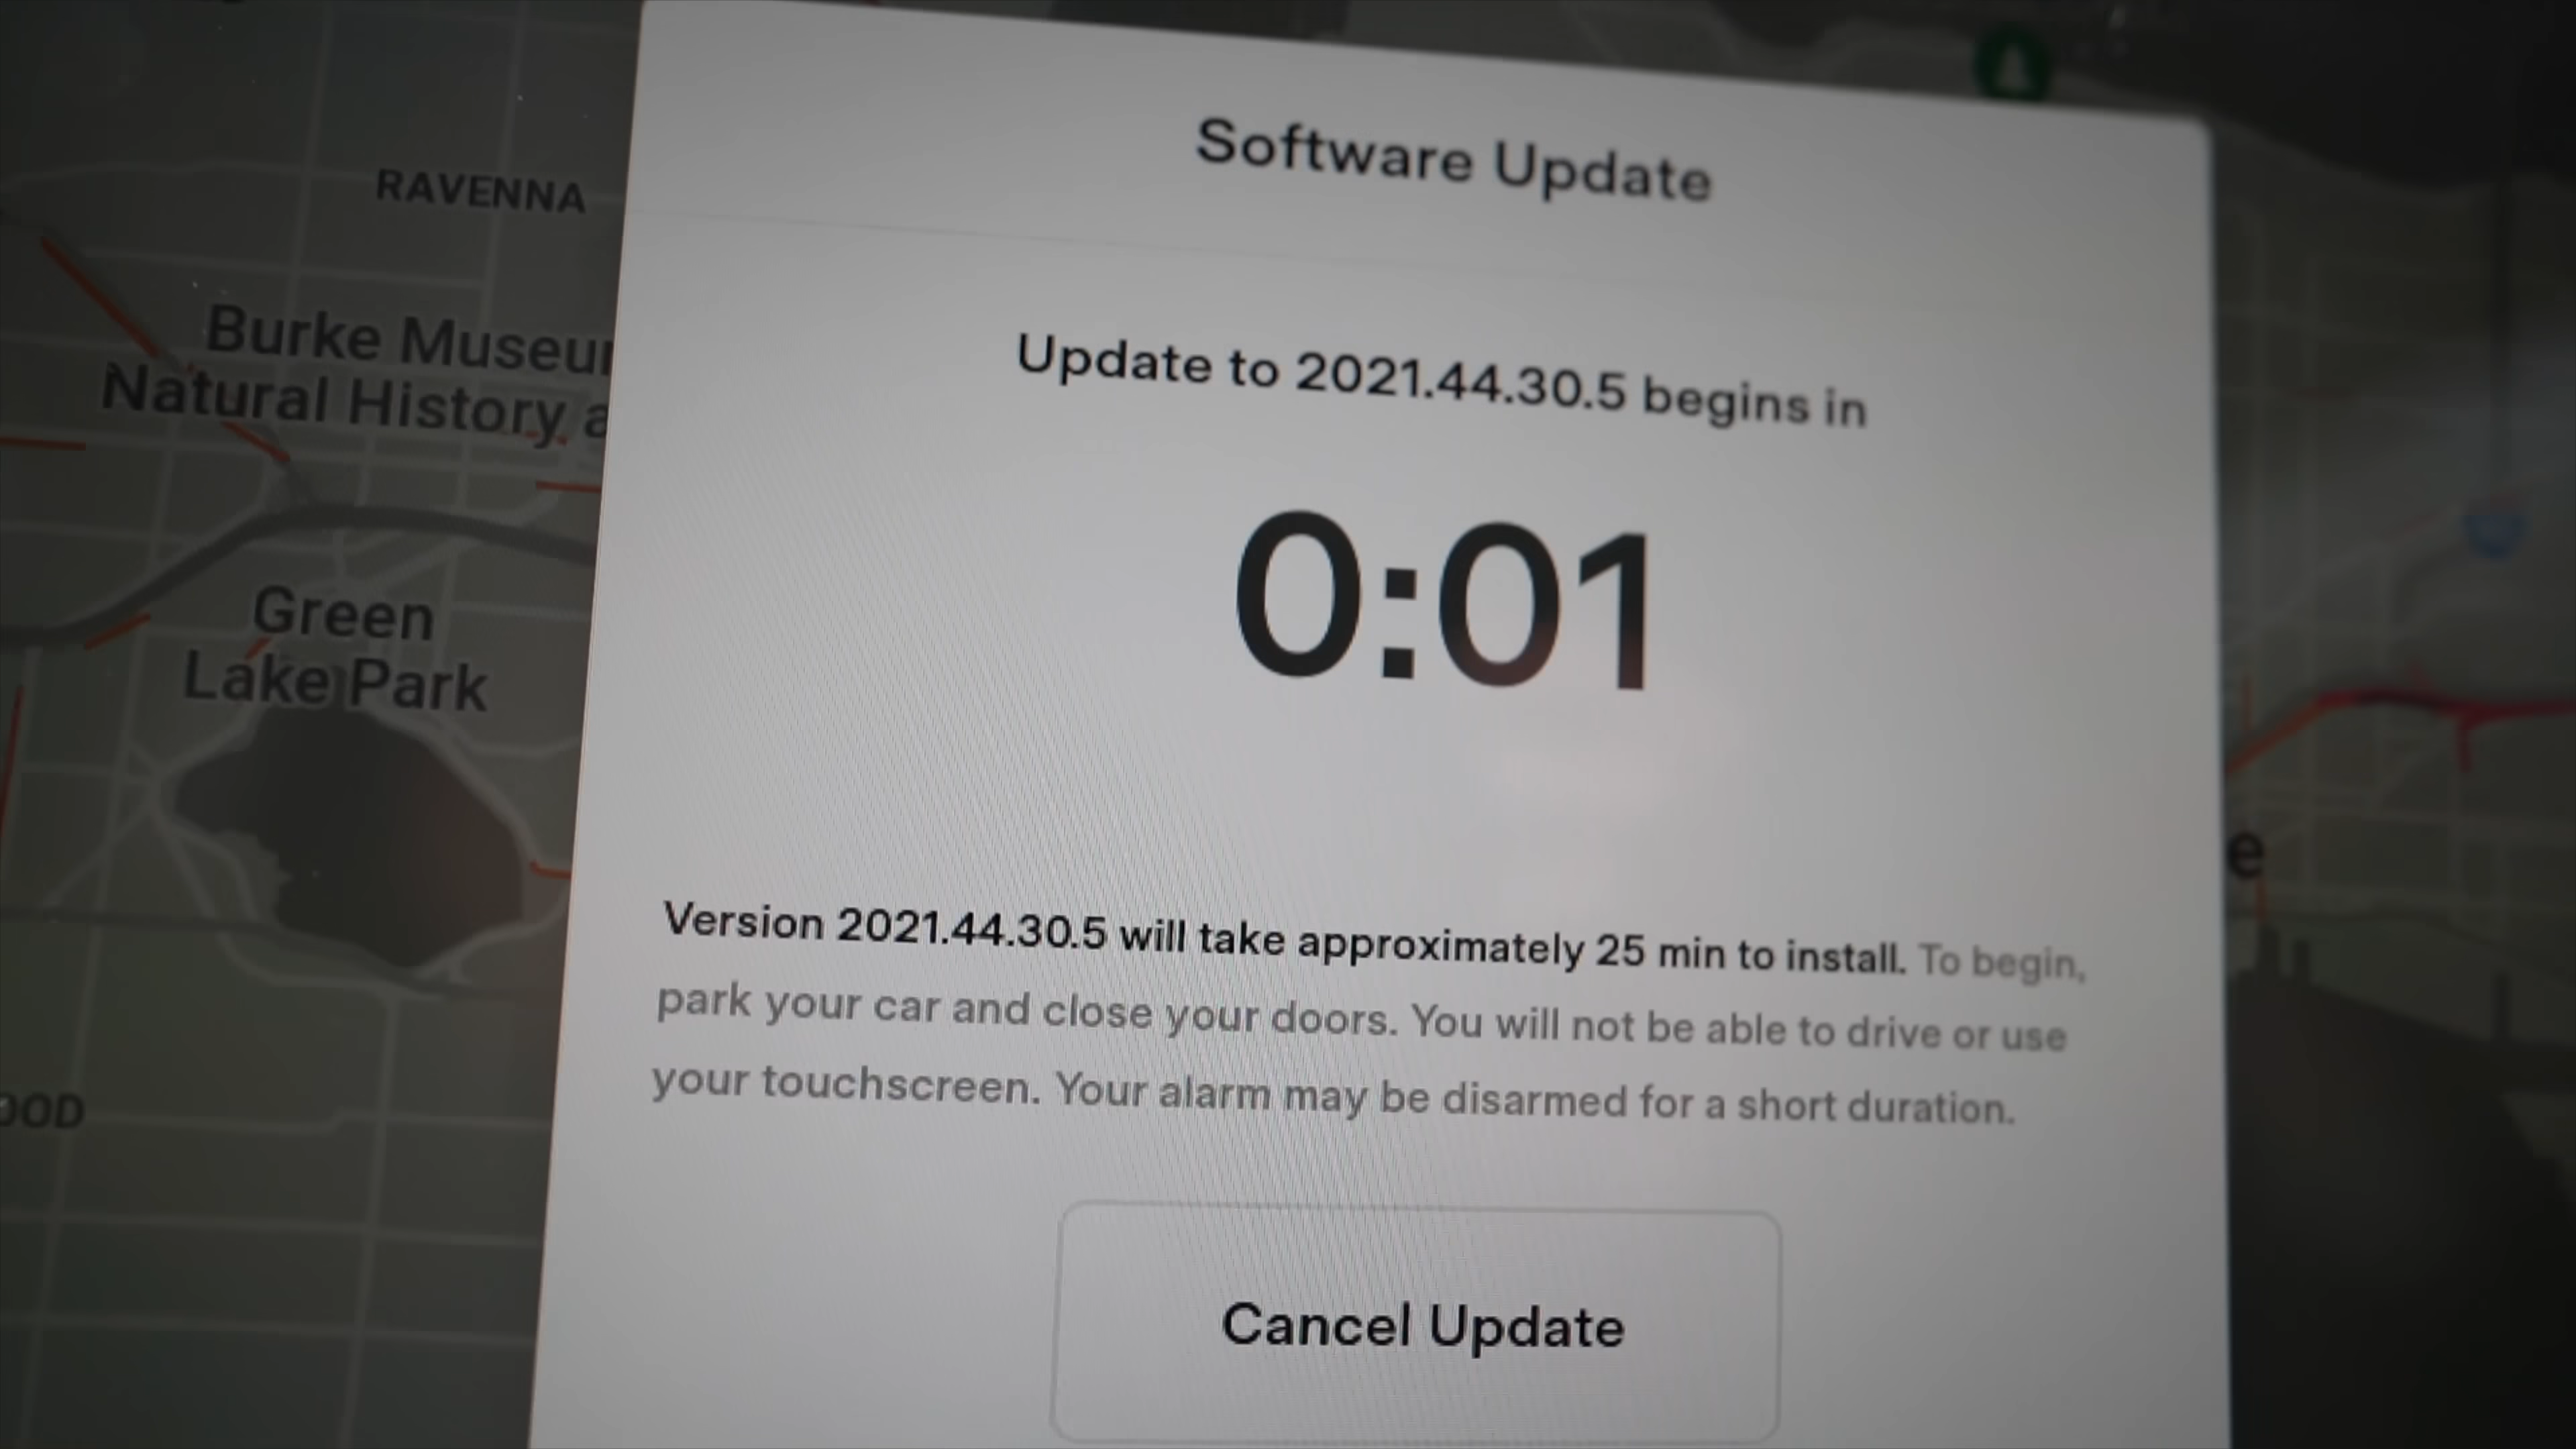 Software Update
RAVENNA
Burke Museu
Natural History a
Update to 2021.44.30.5 begins in
0:01
Green
Lake Park
e
Version 2021.44.30.5 will take approximately 25 min to install. To begin,
park your car and close your doors. You will not be able to drive or use
your touchscreen. Your alarm may be disarmed for a short duration.
OOD
Cancel Update